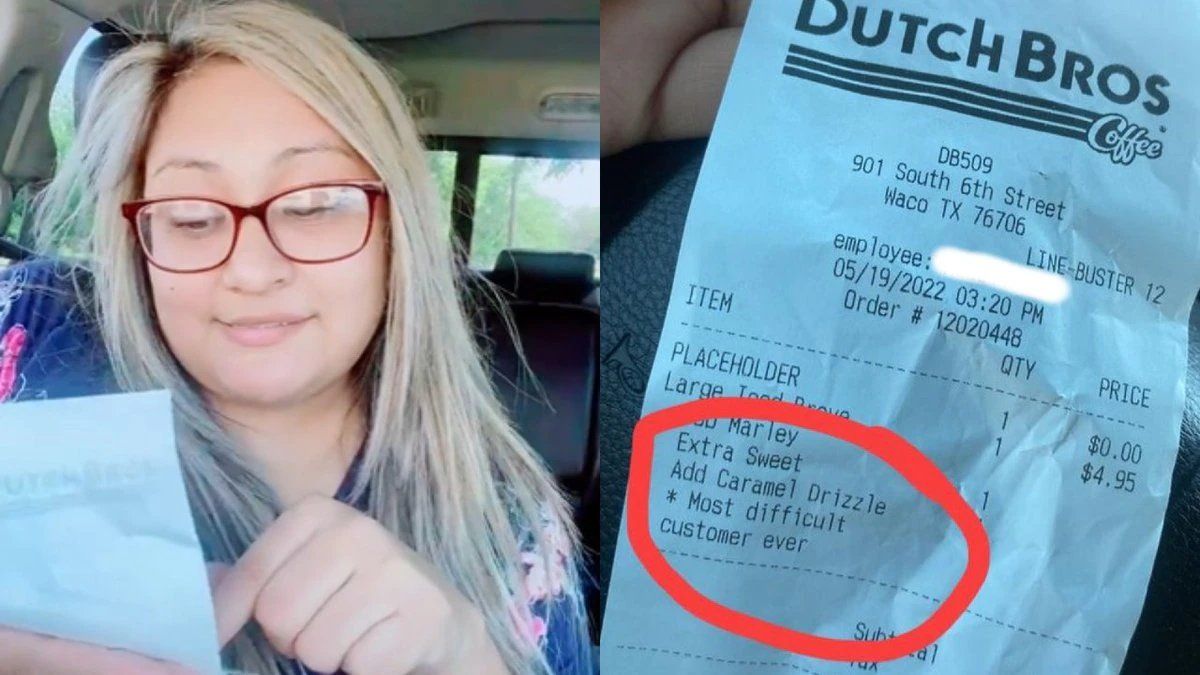 DUTCH BROS
DUTCH BROS
Coffee
DB509
901 South 6th Street
Waco TX 76706
employee: LINE-BUSTER 12
05/19/2022 03:20 PM
Order # 12020448
ITEM QTY PRICE
PLACEHOLDER 1 $0.00
Large Iced 1 $4.95
Marley
Extra Sweet
Add Caramel Drizzle 1
* Most difficult
customer ever